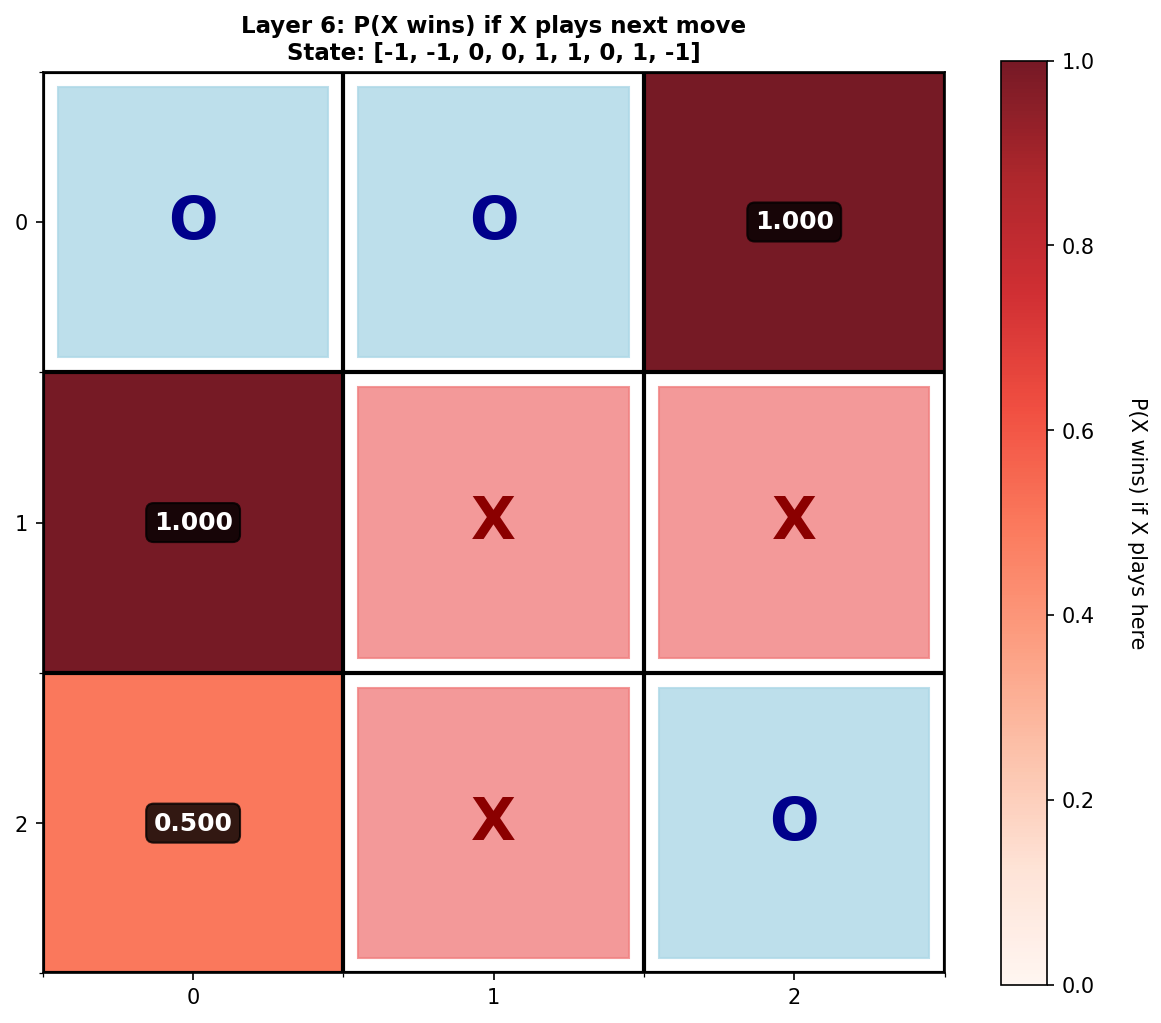 Layer 6: P(X wins) if X plays next move
State: [-1, -1, 0, 0, 1, 1, 0, 1, -1]
0
O
O
1.000
1
1.000
X
X
2
0.500
X
O
0
1
2
1.0
0.8
0.6
0.4
0.2
0.0
P(X wins) if X plays here